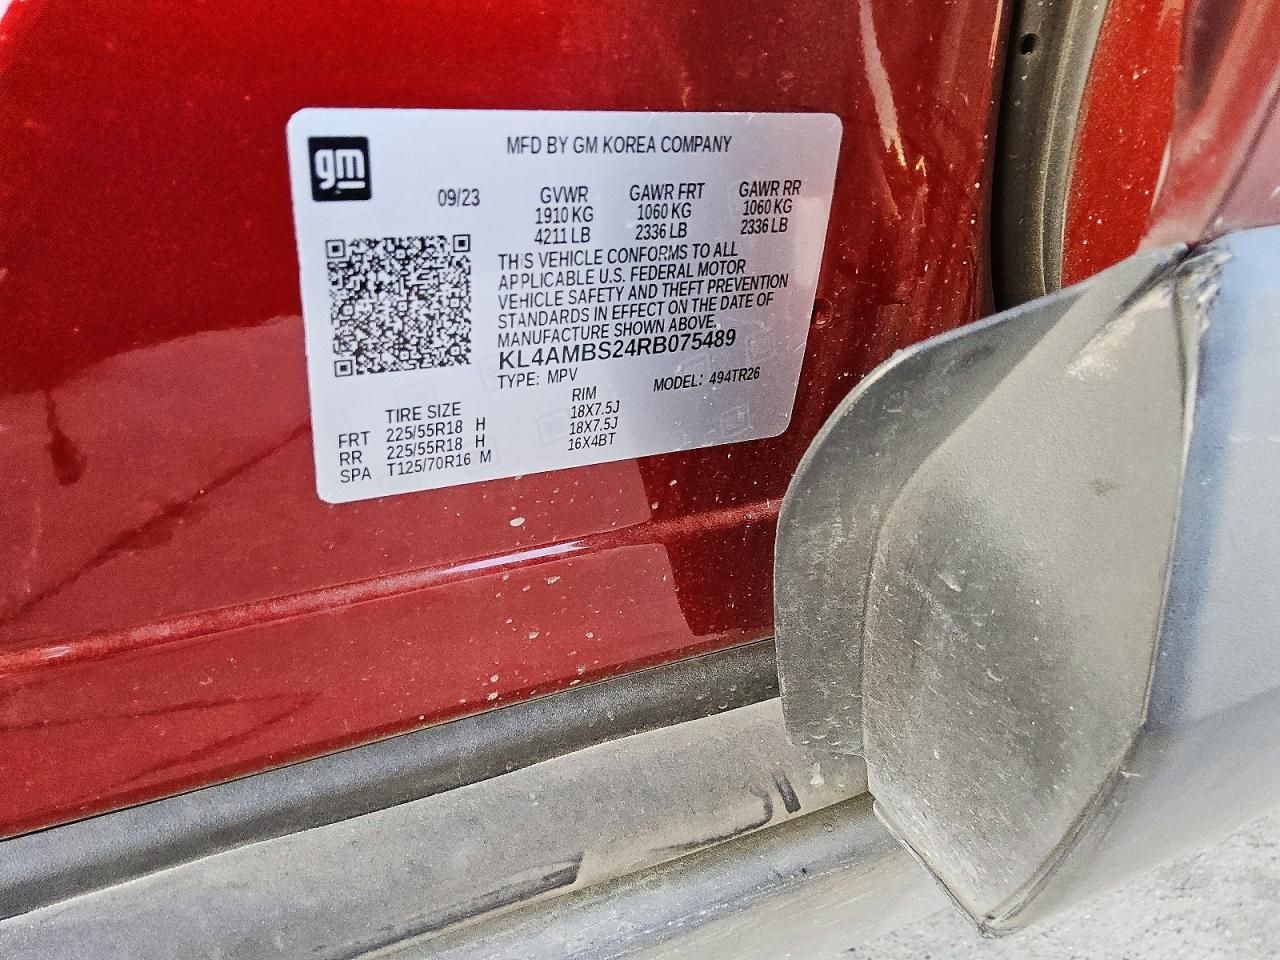 gm
MFD BY GM KOREA COMPANY
09/23
GVWR GAWR FRT GAWR RR
1910 KG 1060 KG 1060 KG
4211 LB 2336 LB 2336 LB
THIS VEHICLE CONFORMS TO ALL
APPLICABLE U.S. FEDERAL MOTOR
VEHICLE SAFETY AND THEFT PREVENTION
STANDARDS IN EFFECT ON THE DATE OF
MANUFACTURE SHOWN ABOVE.
KL4AMBS24RB075489
TYPE: MPV MODEL: 494TR26
TIRE SIZE RIM
FRT 225/55R18 H 18X7.5J
RR 225/55R18 H 18X7.5J
SPA T125/70R16 M 16X4BT